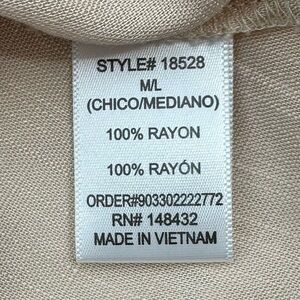 STYLE# 18528
M/L
(CHICO/MEDIANO)
100% RAYON
100% RAYÓN
ORDER#903302222772
RN# 148432
MADE IN VIETNAM